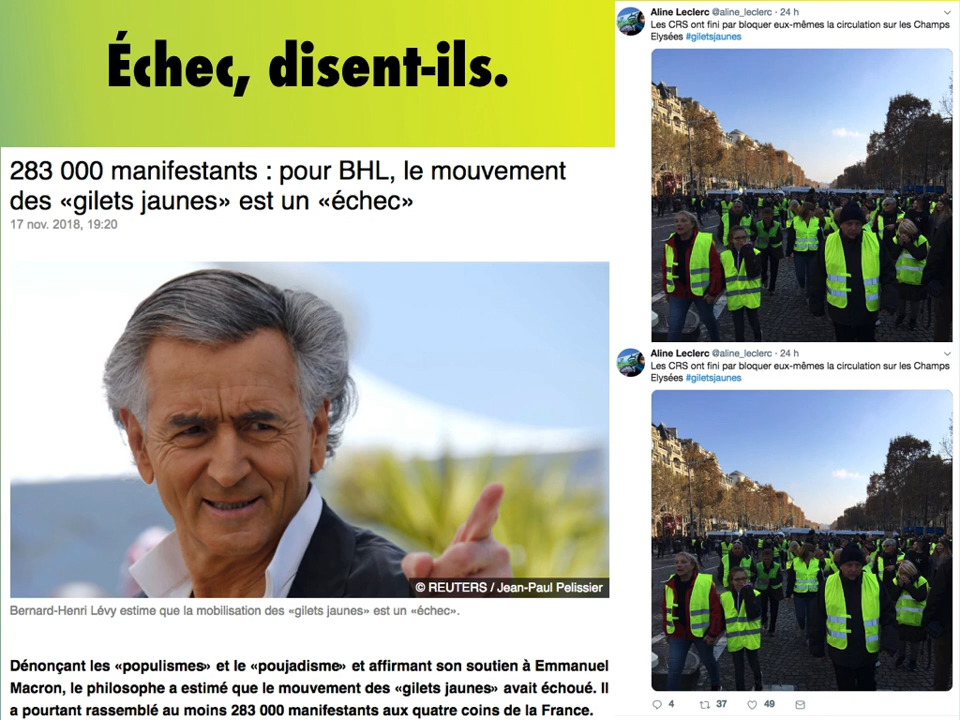 Échec, disent-ils.
283 000 manifestants : pour BHL, le mouvement
des «gilets jaunes» est un «échec»
17 nov. 2018, 19:20
© REUTERS / Jean-Paul Pelissier
Bernard-Henri Lévy estime que la mobilisation des «gilets jaunes» est un «échec».
Dénonçant les «populismes» et le «poujadisme» et affirmant son soutien à Emmanuel
Macron, le philosophe a estimé que le mouvement des «gilets jaunes» avait échoué. Il
a pourtant rassemblé au moins 283 000 manifestants aux quatre coins de la France.
Aline Leclerc @aline_leclerc · 24 h
Les CRS ont fini par bloquer eux-mêmes la circulation sur les Champs
Elysées #giletsjaunes
Aline Leclerc @aline_leclerc · 24 h
Les CRS ont fini par bloquer eux-mêmes la circulation sur les Champs
Elysées #giletsjaunes
4 37 49